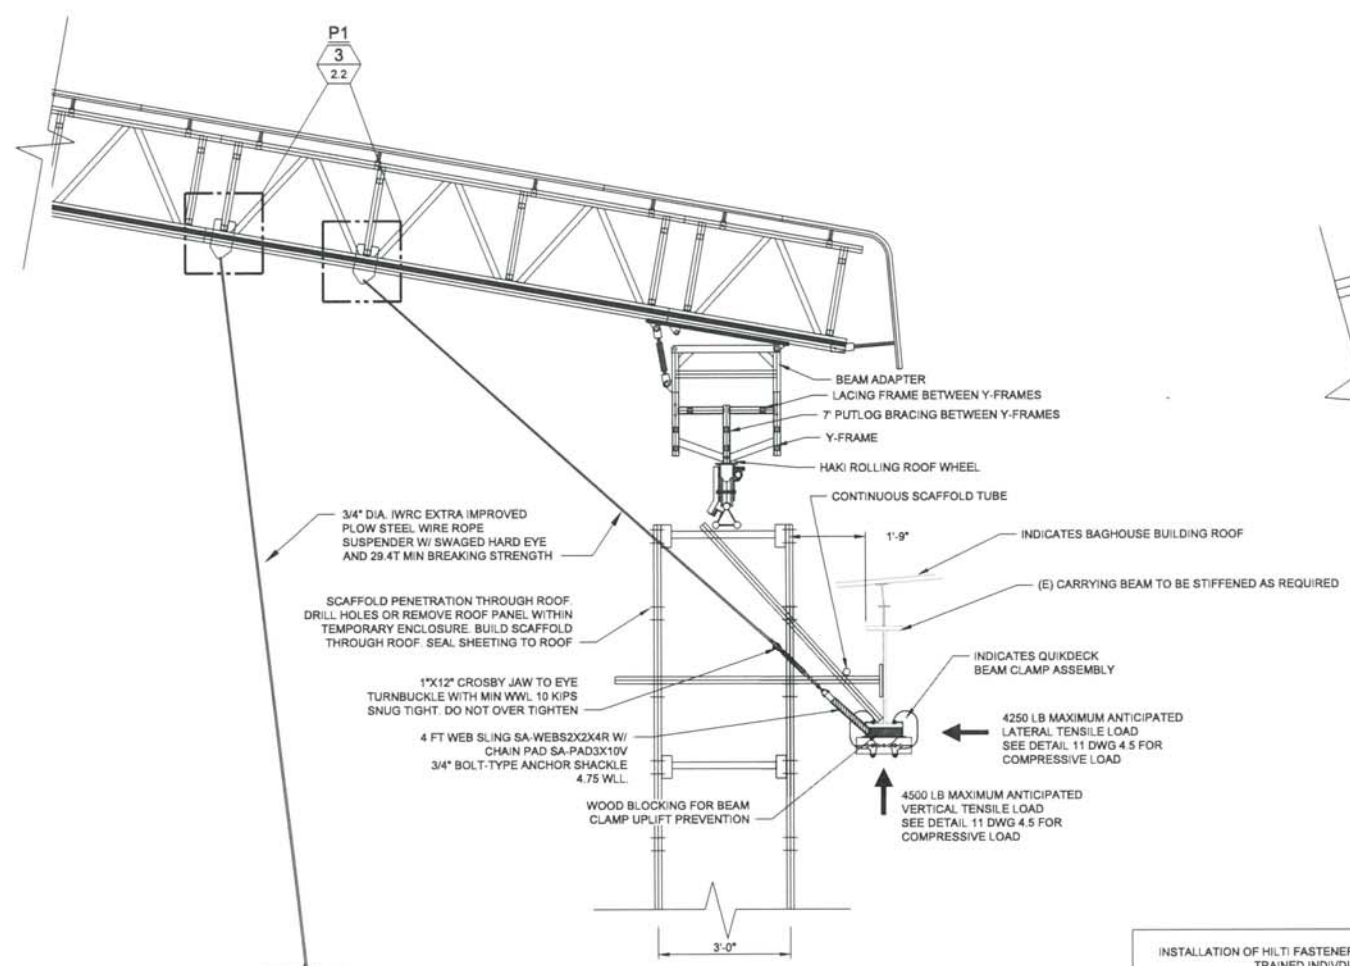 P1
3
2.2
BEAM ADAPTER
LACING FRAME BETWEEN Y-FRAMES
7' PUTLOG BRACING BETWEEN Y-FRAMES
Y-FRAME
HAKI ROLLING ROOF WHEEL
CONTINUOUS SCAFFOLD TUBE
3/4" DIA. IWRC EXTRA IMPROVED
PLOW STEEL WIRE ROPE
SUSPENDER W/ SWAGED HARD EYE
AND 29.4T MIN BREAKING STRENGTH
1'-9"
INDICATES BAGHOUSE BUILDING ROOF
(E) CARRYING BEAM TO BE STIFFENED AS REQUIRED
SCAFFOLD PENETRATION THROUGH ROOF.
DRILL HOLES OR REMOVE ROOF PANEL WITHIN
TEMPORARY ENCLOSURE. BUILD SCAFFOLD
THROUGH ROOF. SEAL SHEETING TO ROOF
INDICATES QUIKDECK
BEAM CLAMP ASSEMBLY
1"X12" CROSBY JAW TO EYE
TURNBUCKLE WITH MIN WWL 10 KIPS
SNUG TIGHT. DO NOT OVER TIGHTEN
4250 LB MAXIMUM ANTICIPATED
LATERAL TENSILE LOAD
SEE DETAIL 11 DWG 4.5 FOR
COMPRESSIVE LOAD
4 FT WEB SLING SA-WEBS2X2X4R W/
CHAIN PAD SA-PAD3X10V
3/4" BOLT-TYPE ANCHOR SHACKLE
4.75 WLL.
WOOD BLOCKING FOR BEAM
CLAMP UPLIFT PREVENTION
4500 LB MAXIMUM ANTICIPATED
VERTICAL TENSILE LOAD
SEE DETAIL 11 DWG 4.5 FOR
COMPRESSIVE LOAD
3'-0"
INSTALLATION OF HILTI FASTENER
TRAINED